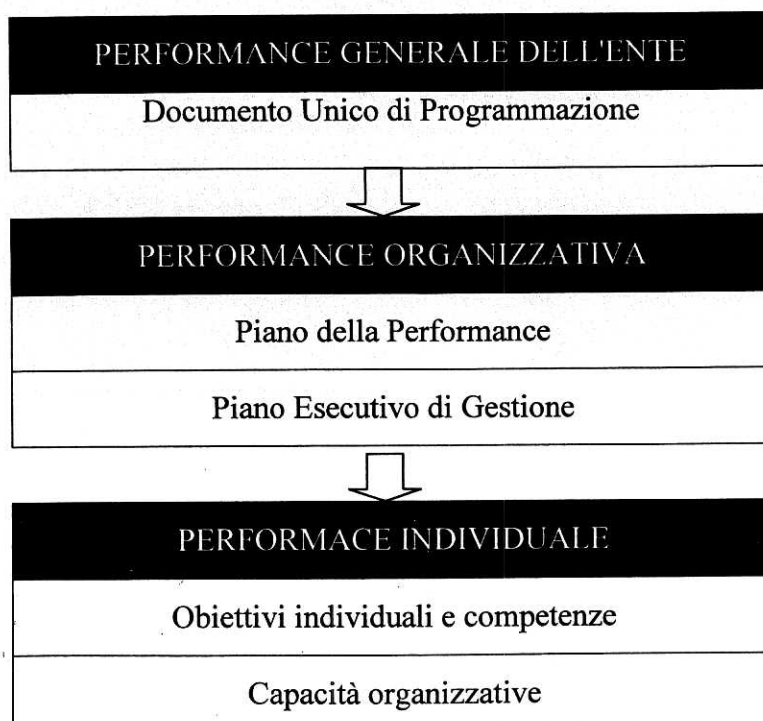 PERFORMANCE GENERALE DELL'ENTE
Documento Unico di Programmazione
PERFORMANCE ORGANIZZATIVA
Piano della Performance
Piano Esecutivo di Gestione
PERFORMACE INDIVIDUALE
Obiettivi individuali e competenze
Capacità organizzative